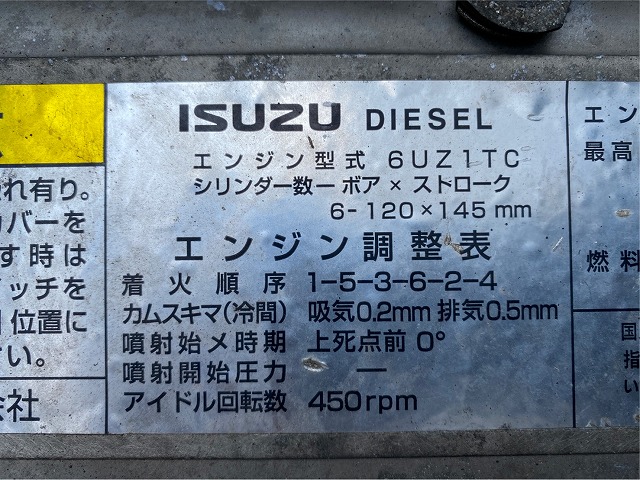 ISUZU DIESEL
エンジン型式 6UZ1TC
シリンダー数ーボア×ストローク
6-120×145mm
エンジン調整表
着火順序 1-5-3-6-2-4
カムスキマ(冷間) 吸気0.2mm 排気0.5mm
噴射始メ時期 上死点前 0°
噴射開始圧力 ー
アイドル回転数 450rpm
れ有り。
カバーを
す時は
ッチを
位置に
い。
会社
エン
最高
燃料
国
指
い